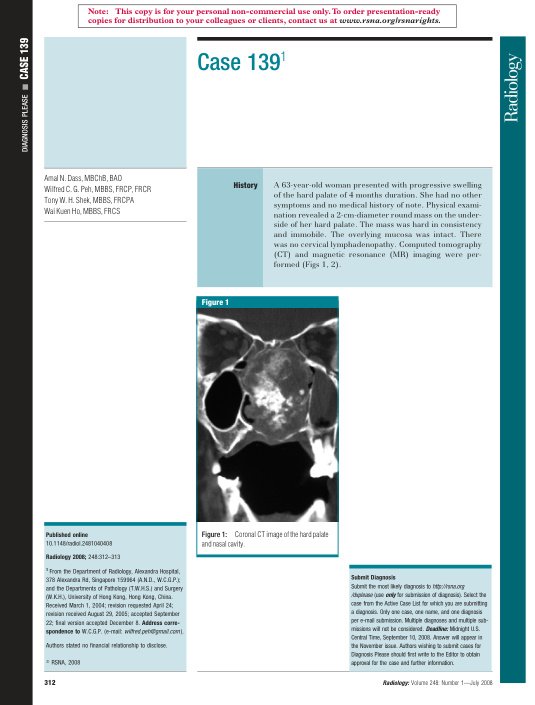 Note: This copy is for your personal non-commercial use only. To order presentation-ready
copies for distribution to your colleagues or clients, contact us at www.rsna.org/rsnarights.
DIAGNOSIS PLEASE ■ CASE 139
Radiology
Case 139¹
Amal N. Dass, MBChB, BAO
Wilfred C. G. Peh, MBBS, FRCP, FRCR
Tony W. H. Shek, MBBS, FRCPA
Wai Kuen Ho, MBBS, FRCS
History
A 63-year-old woman presented with progressive swelling
of the hard palate of 4 months duration. She had no other
symptoms and no medical history of note. Physical exami-
nation revealed a 2-cm-diameter round mass on the under-
side of her hard palate. The mass was hard in consistency
and immobile. The overlying mucosa was intact. There
was no cervical lymphadenopathy. Computed tomography
(CT) and magnetic resonance (MR) imaging were per-
formed (Figs 1, 2).
Figure 1
Figure 1: Coronal CT image of the hard palate
and nasal cavity.
Published online
10.1148/radiol.2481040408
Radiology 2008; 248:312–313
¹ From the Department of Radiology, Alexandra Hospital,
378 Alexandra Rd, Singapore 159964 (A.N.D., W.C.G.P.);
and the Departments of Pathology (T.W.H.S.) and Surgery
(W.K.H.), University of Hong Kong, Hong Kong, China.
Received March 1, 2004; revision requested April 24;
revision received August 29, 2005; accepted September
22; final version accepted December 8. Address corre-
spondence to W.C.G.P. (e-mail: wilfred.peh@gmail.com).
Authors stated no financial relationship to disclose.
© RSNA, 2008
Submit Diagnosis
Submit the most likely diagnosis to http://rsna.org
/dxplease (use only for submission of diagnosis). Select the
case from the Active Case List for which you are submitting
a diagnosis. Only one case, one name, and one diagnosis
per e-mail submission. Multiple diagnoses and multiple sub-
missions will not be considered. Deadline: Midnight U.S.
Central Time, September 10, 2008. Answer will appear in
the November issue. Authors wishing to submit cases for
Diagnosis Please should first write to the Editor to obtain
approval for the case and further information.
312
Radiology: Volume 248: Number 1—July 2008